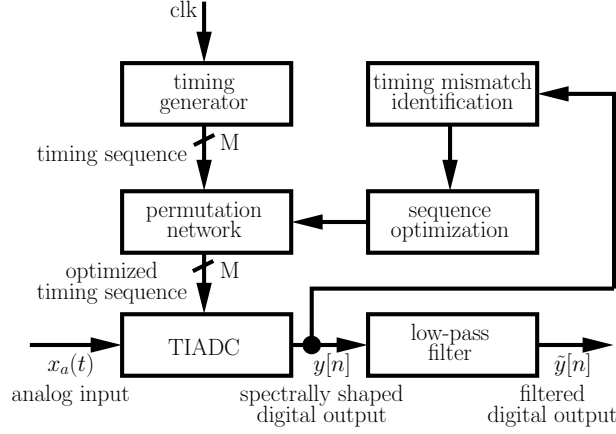 clk
timing
generator
timing mismatch
identification
timing sequence
M
permutation
network
sequence
optimization
optimized
timing sequence
M
TIADC
low-pass
filter
x_a(t)
y[n]
ỹ[n]
analog input
spectrally shaped
digital output
filtered
digital output